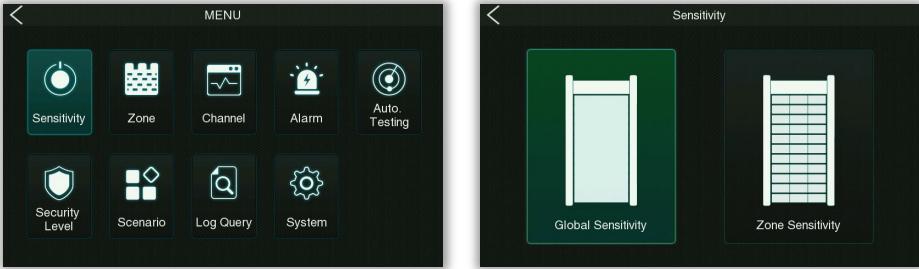 MENU
Sensitivity
Zone
Channel
Alarm
Auto.
Testing
Security
Level
Scenario
Log Query
System
Sensitivity
Global Sensitivity
Zone Sensitivity